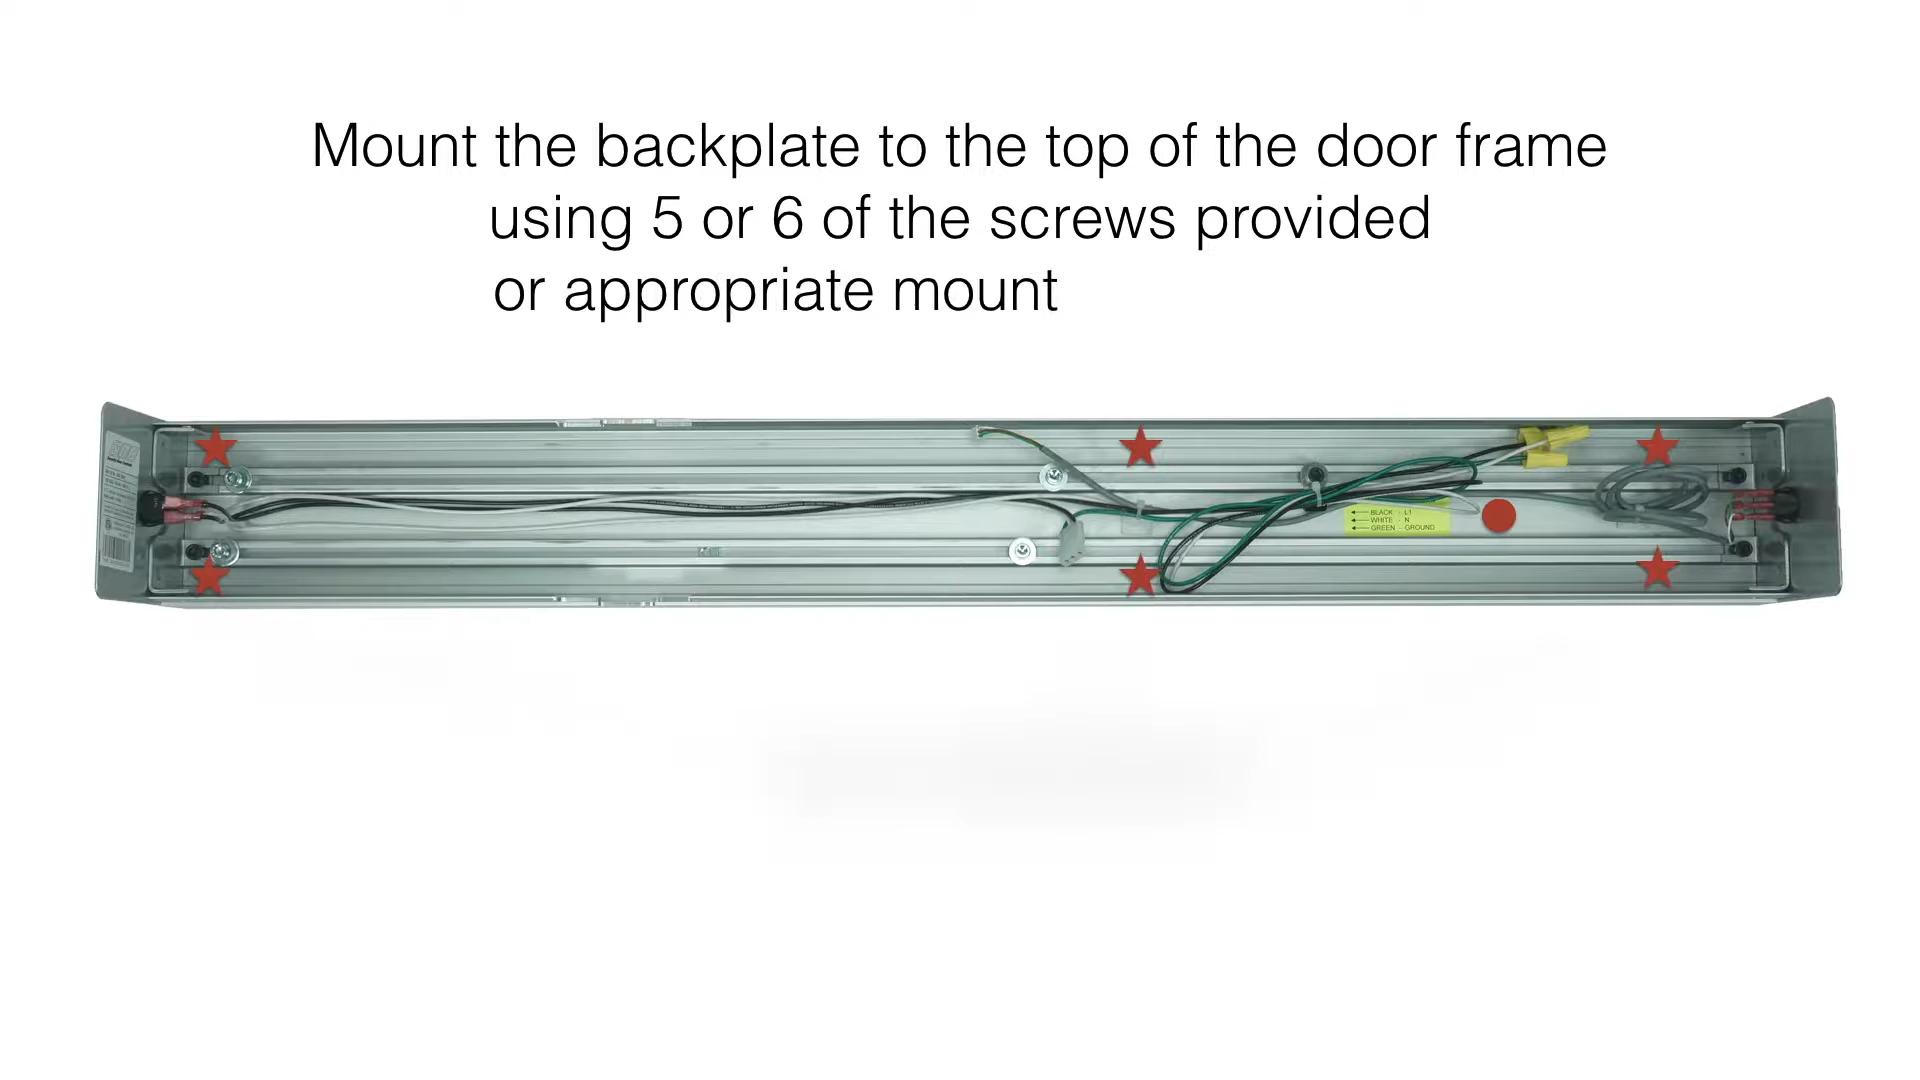 Mount the backplate to the top of the door frame
using 5 or 6 of the screws provided
or appropriate mount
BLACK - L1
WHITE - N
GREEN - GROUND